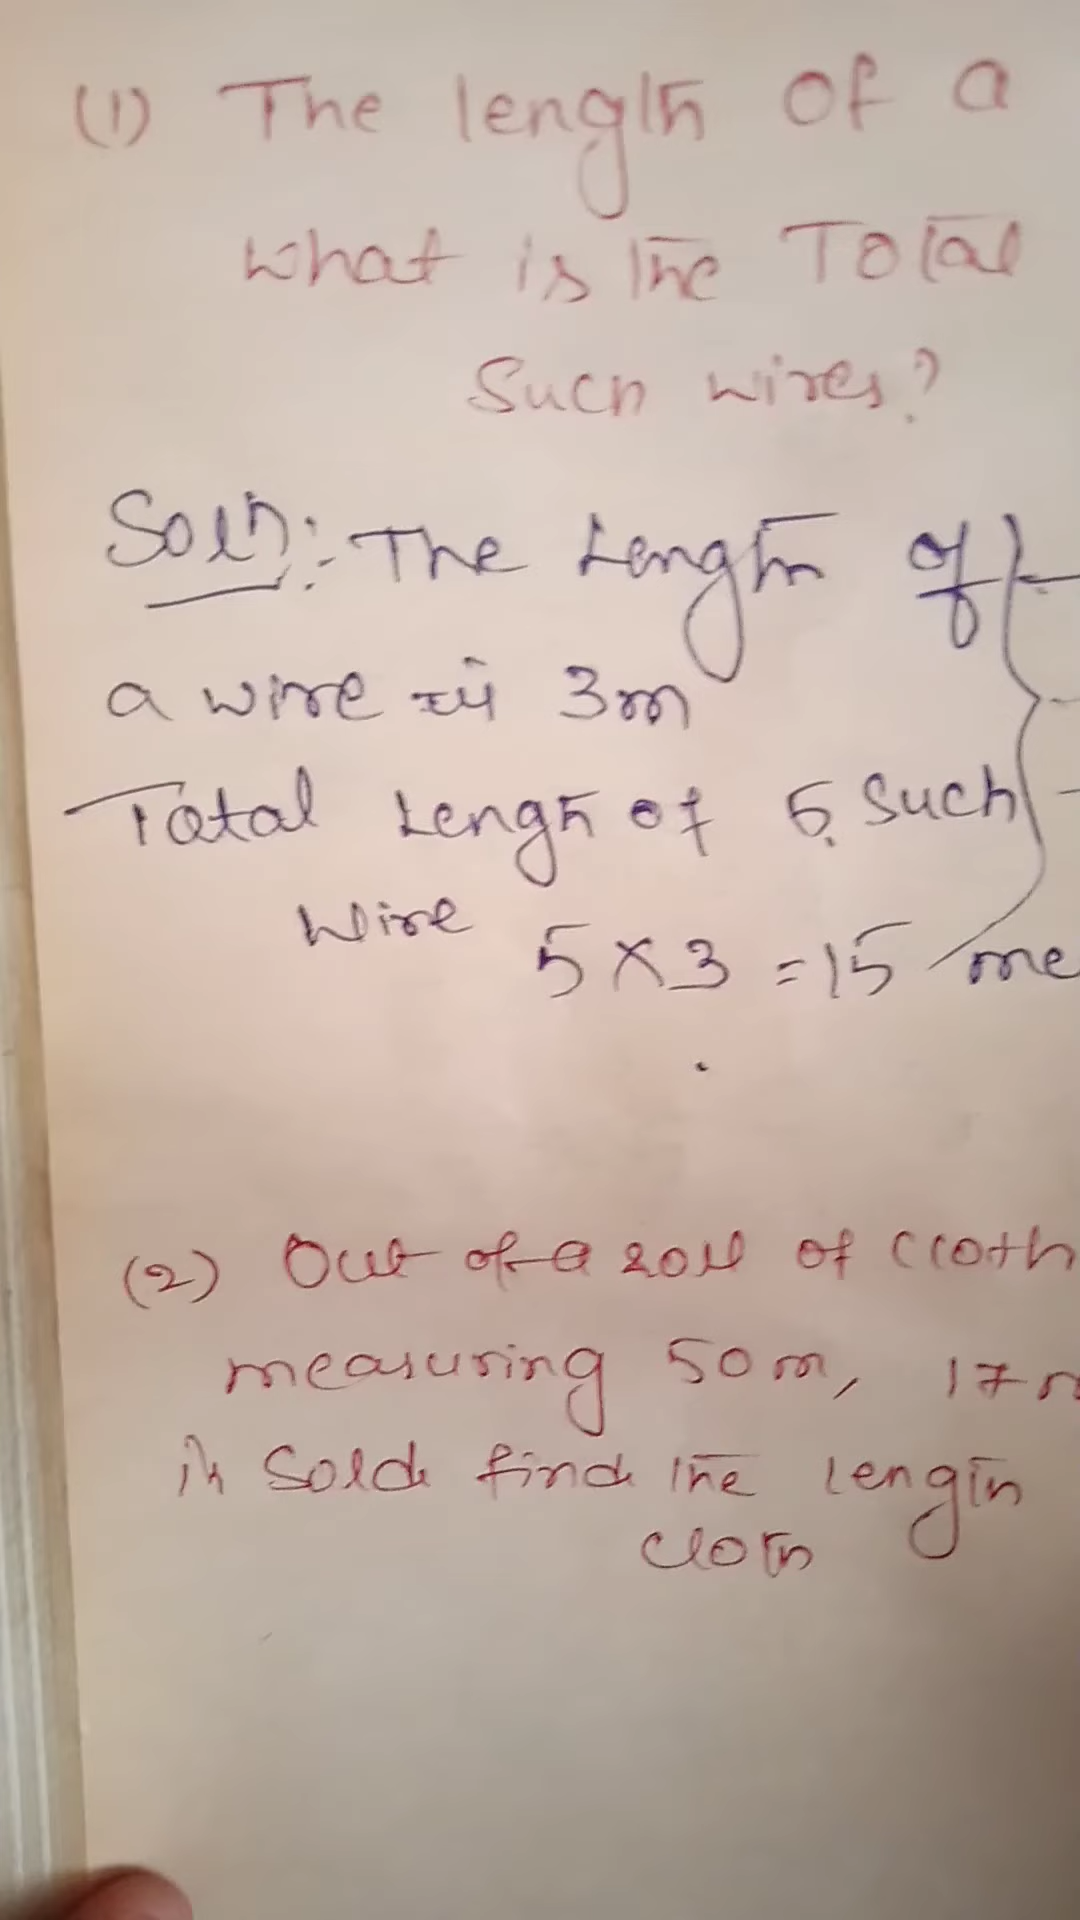 (1) The length of a
what is the Total
Such wires?
Soln:- The Length of
a wire is 3m
Total Length of 5 Such
wire
5 x 3 = 15 me
(2) Out of a roll of cloth
measuring 50m, 17m
is Sold find the length
cloth